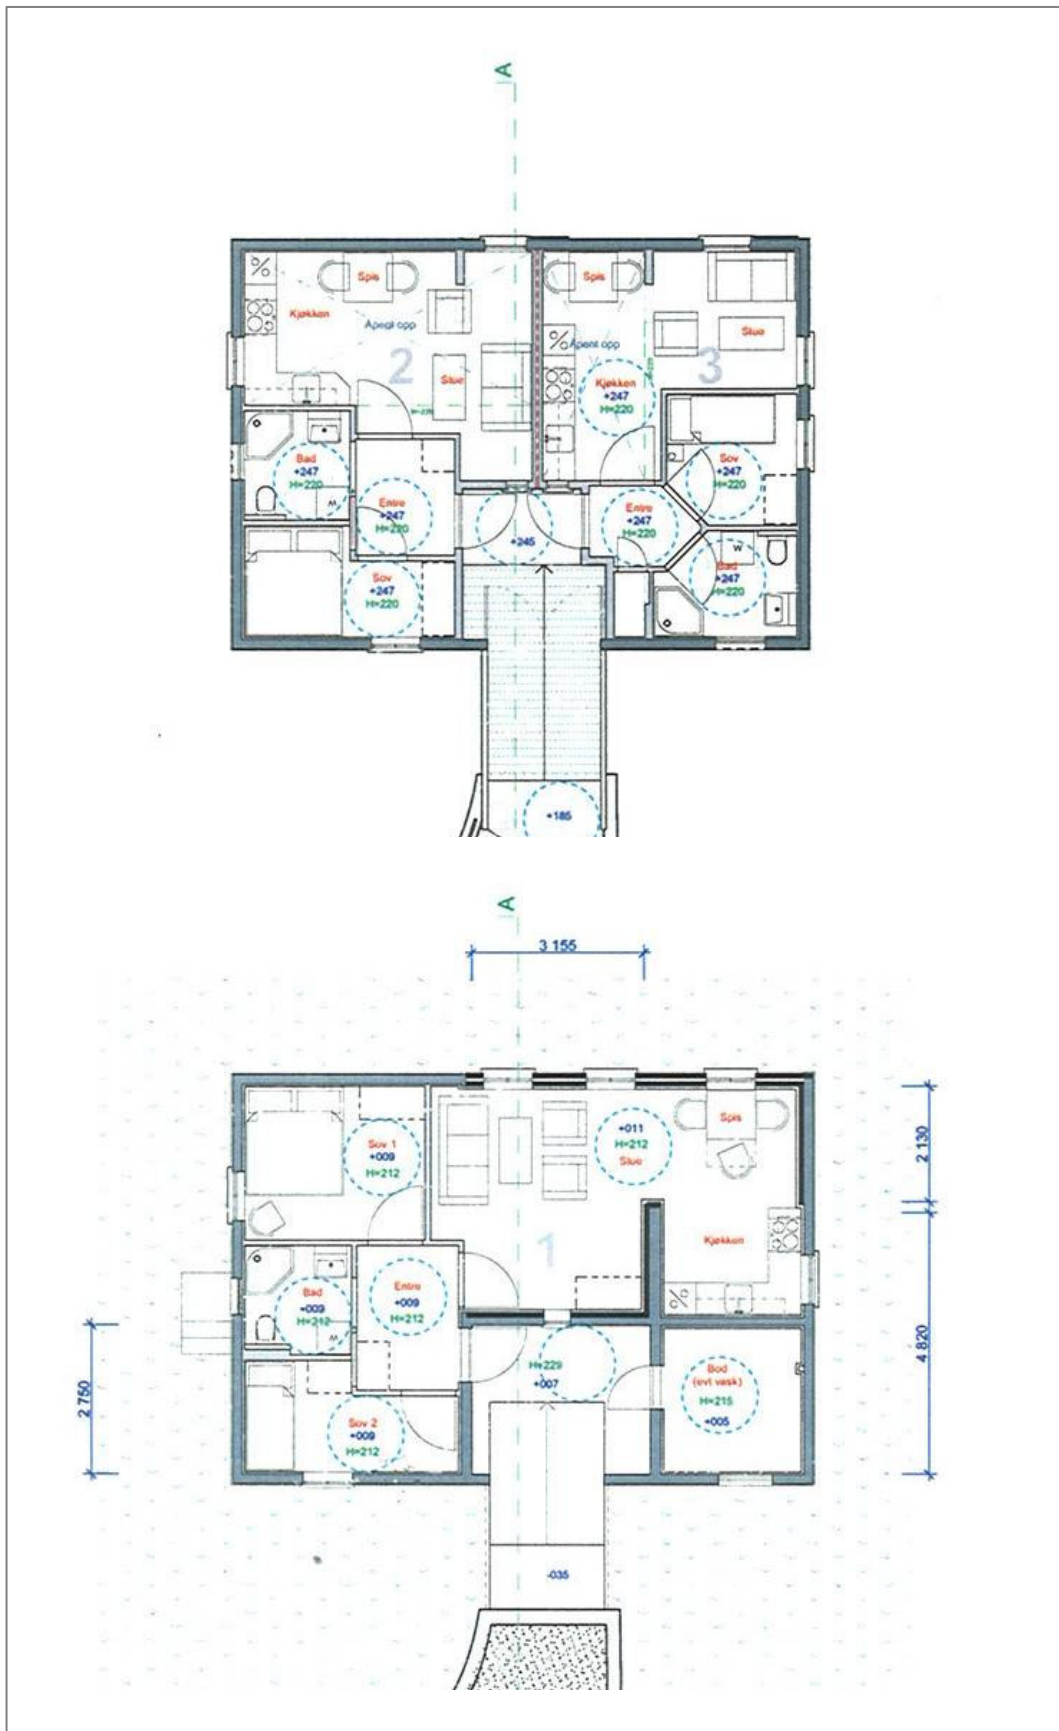 A
Spis
Spis
Kjøkken
Åpent opp
Stue
2
Stue
Åpent opp
3
Kjøkken
+247
H=220
Bad
+247
H=220
Sov
+247
H=220
Entre
+247
H=220
Entre
+247
H=220
+245
W
W
Sov
+247
H=220
Bad
+247
H=220
+185
A
3 155
Sov 1
+009
H=212
+011
H=212
Stue
Spis
2 130
1
Kjøkken
Bad
+009
H=212
W
Entre
+009
H=212
H=229
+007
Bod
(evt vask)
H=215
+005
4 820
2 750
Sov 2
+009
H=212
-035